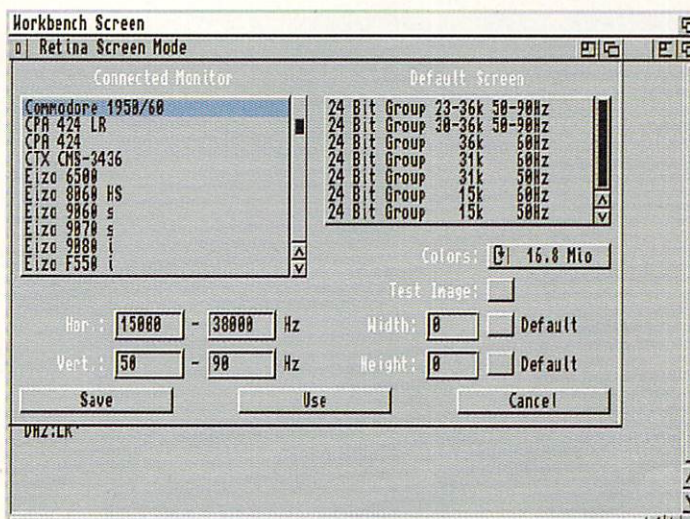 Workbench Screen
Retina Screen Mode
Connected Monitor
Commodore 1950/60
CPA 424 LR
CPA 424
CTX CMS-3436
Eizo 6500
Eizo 8060 HS
Eizo 9060 s
Eizo 9070 s
Eizo 9080 i
Eizo F550 i
Default Screen
24 Bit Group 23-36k 50-90Hz
24 Bit Group 30-36k 50-90Hz
24 Bit Group 36k 60Hz
24 Bit Group 31k 60Hz
24 Bit Group 31k 50Hz
24 Bit Group 15k 60Hz
24 Bit Group 15k 50Hz
Colors: 16.8 Mio
Test Image:
Hor.: 15000 - 38000 Hz
Width: 0 Default
Vert.: 50 - 90 Hz
Height: 0 Default
Save Use Cancel